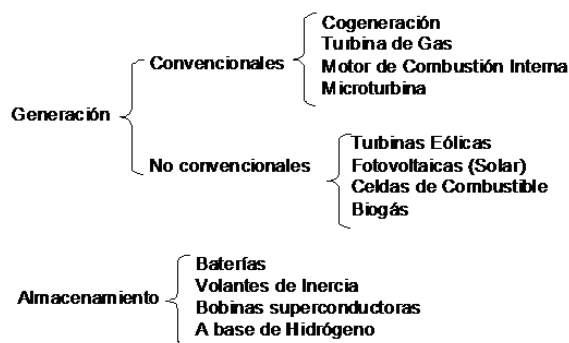 Generación
Convencionales
Cogeneración
Turbina de Gas
Motor de Combustión Interna
Microturbina
No convencionales
Turbinas Eólicas
Fotovoltaicas (Solar)
Celdas de Combustible
Biogás
Almacenamiento
Baterías
Volantes de Inercia
Bobinas superconductoras
A base de Hidrógeno